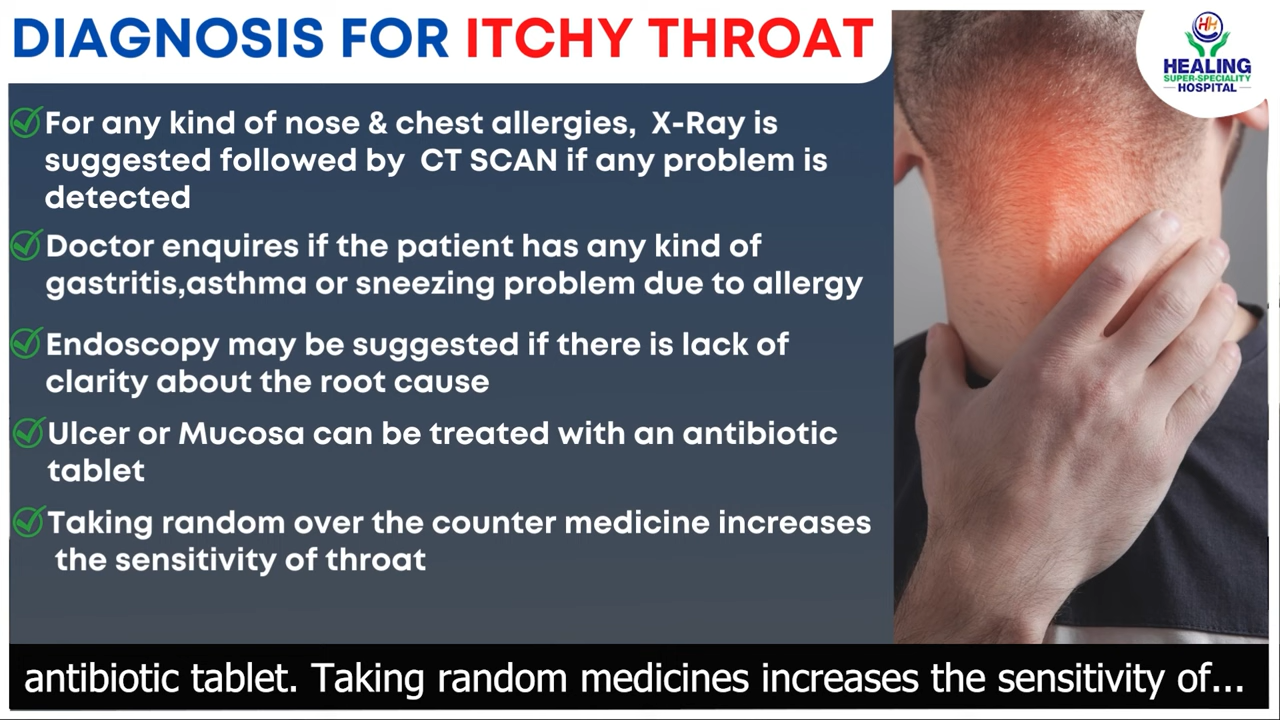 DIAGNOSIS FOR ITCHY THROAT
HEALING
SUPER-SPECIALITY
HOSPITAL
For any kind of nose & chest allergies, X-Ray is
suggested followed by CT SCAN if any problem is
detected
Doctor enquires if the patient has any kind of
gastritis,asthma or sneezing problem due to allergy
Endoscopy may be suggested if there is lack of
clarity about the root cause
Ulcer or Mucosa can be treated with an antibiotic
tablet
Taking random over the counter medicine increases
the sensitivity of throat
antibiotic tablet. Taking random medicines increases the sensitivity of...